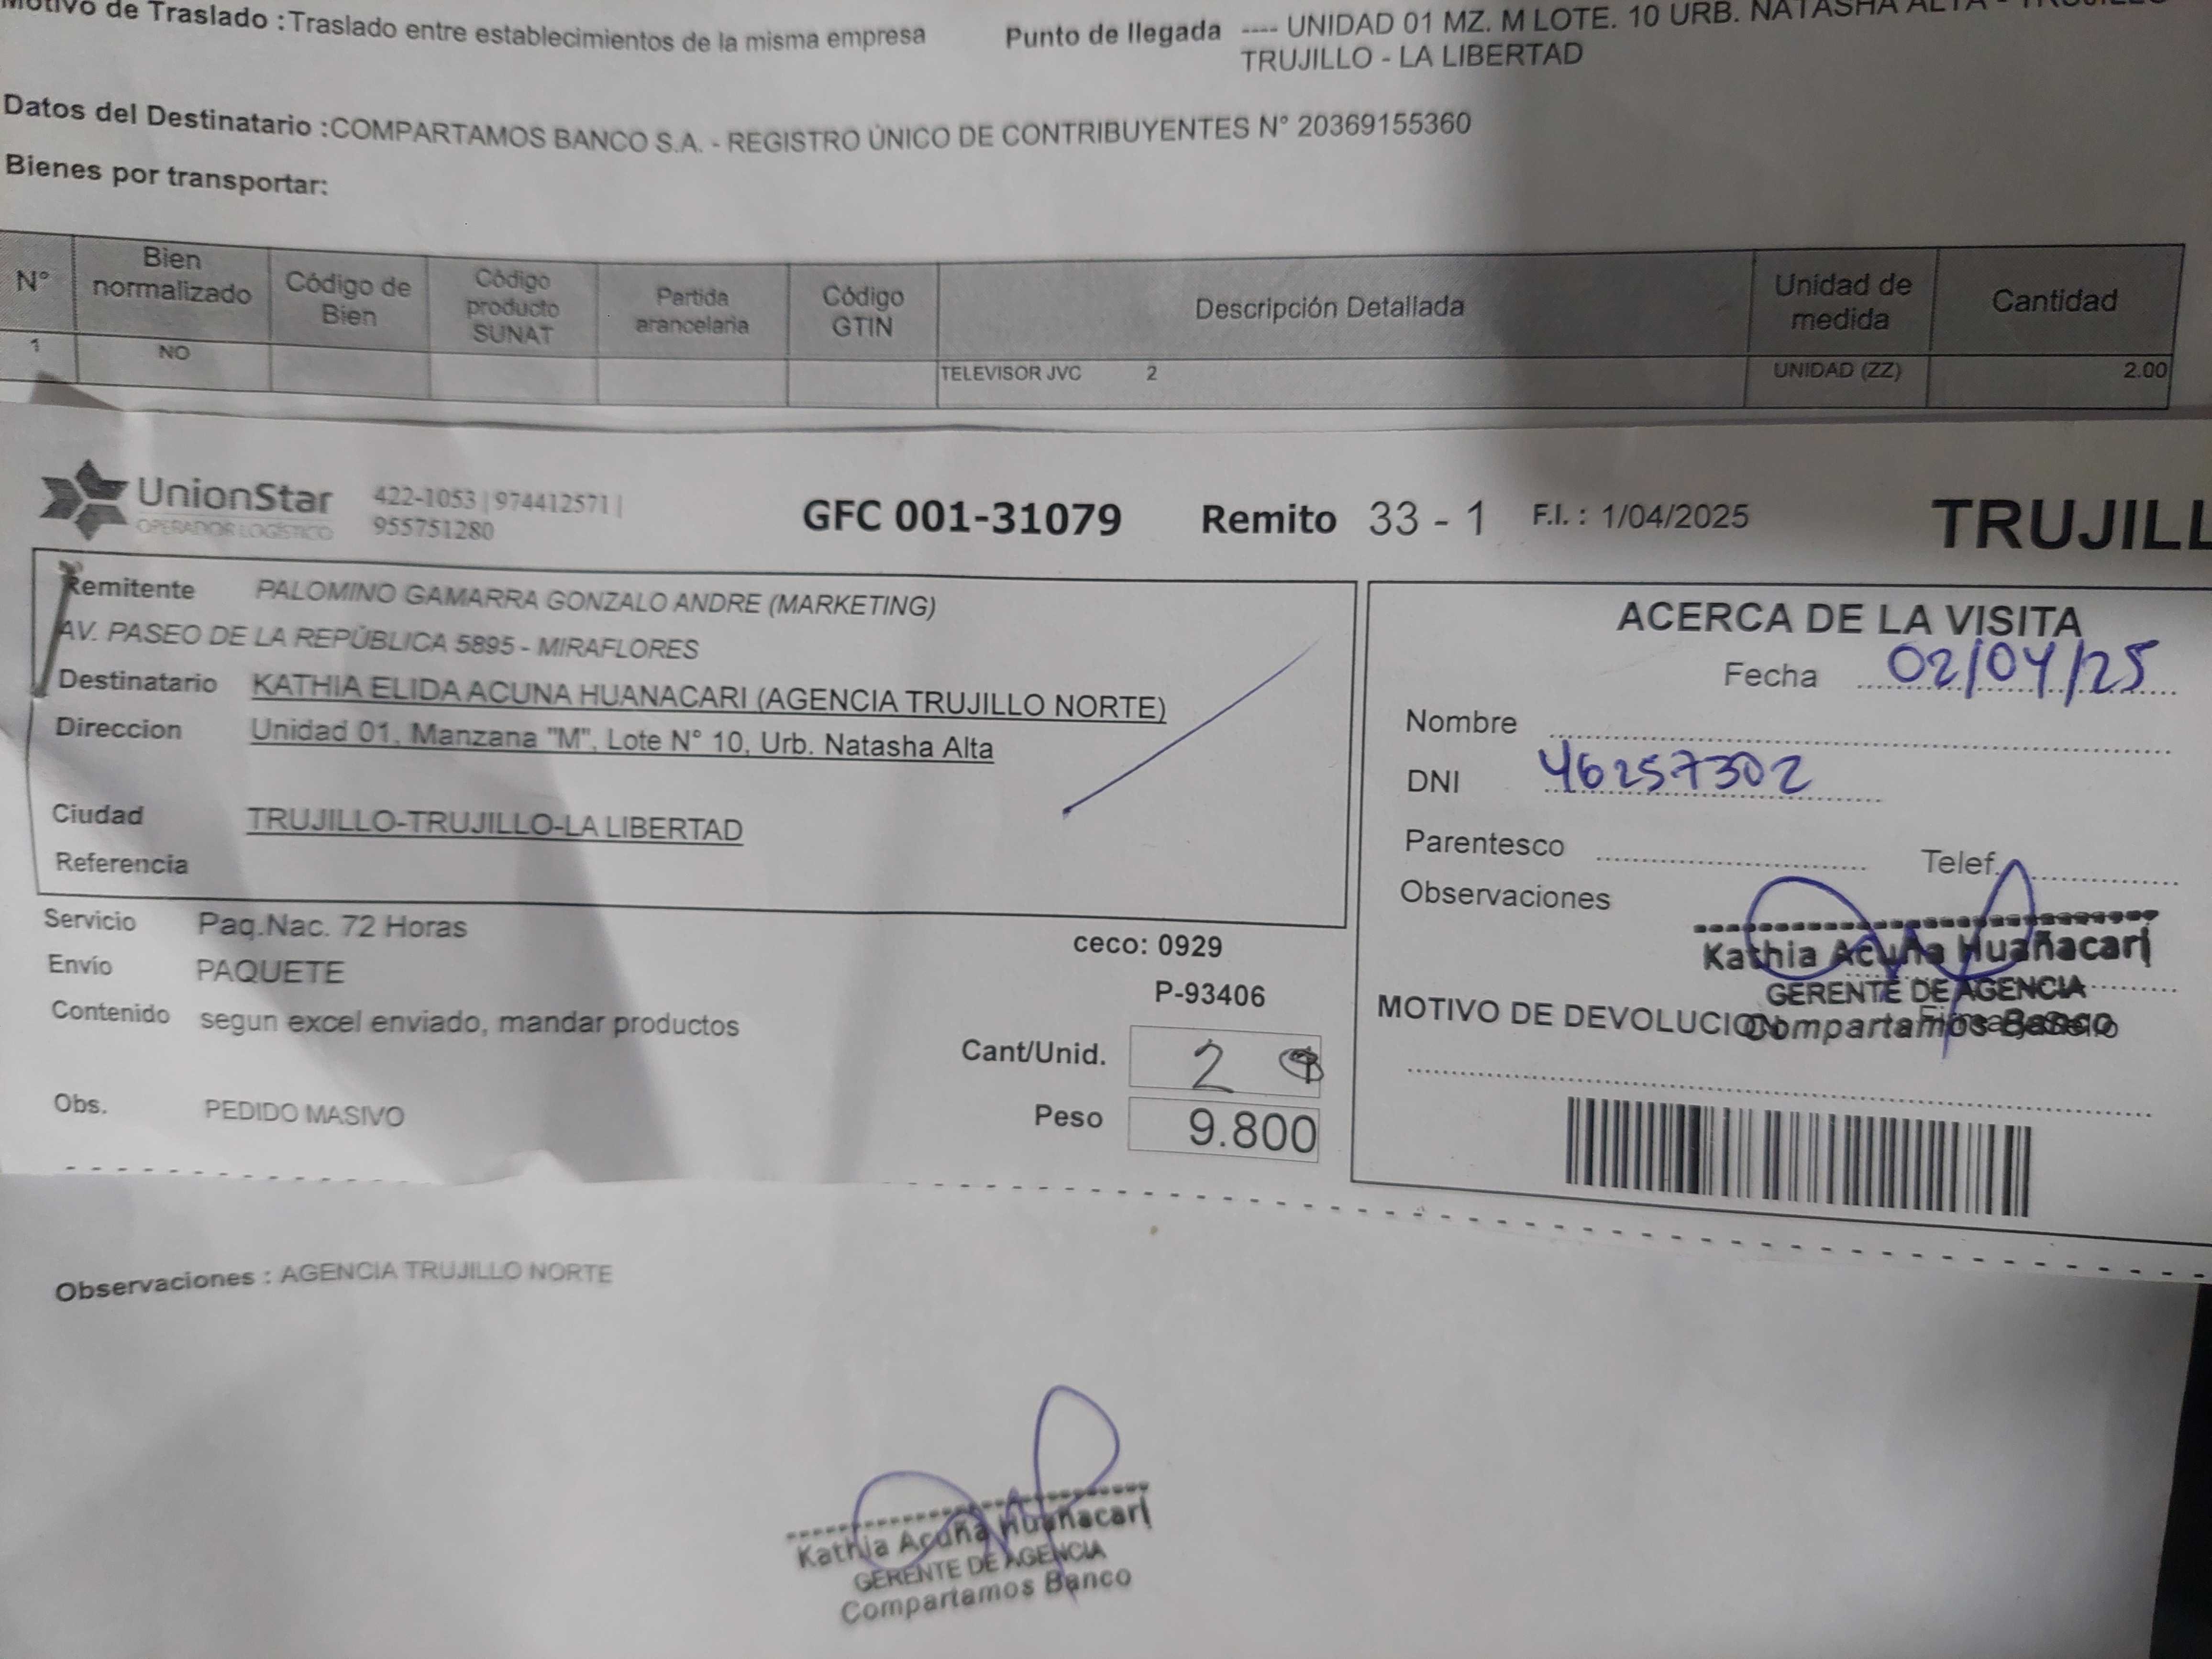 Motivo de Traslado : Traslado entre establecimientos de la misma empresa
Punto de llegada ---- UNIDAD 01 MZ. M LOTE. 10 URB. NATASHA ALTA - TRUJILLO
TRUJILLO - LA LIBERTAD
Datos del Destinatario : COMPARTAMOS BANCO S.A. - REGISTRO ÚNICO DE CONTRIBUYENTES N° 20369155360
Bienes por transportar:
N° Bien normalizado Código de Bien Código producto SUNAT Partida arancelaria Código GTIN Descripción Detallada Unidad de medida Cantidad
1 NO TELEVISOR JVC 2 UNIDAD (ZZ) 2.00
UnionStar
OPERADOR LOGÍSTICO
422-1053 | 974412571 |
955751280
GFC 001-31079 Remito 33 - 1 F.I. : 1/04/2025 TRUJILL
Remitente PALOMINO GAMARRA GONZALO ANDRE (MARKETING)
AV. PASEO DE LA REPÚBLICA 5895 - MIRAFLORES
Destinatario KATHIA ELIDA ACUNA HUANACARI (AGENCIA TRUJILLO NORTE)
Direccion Unidad 01, Manzana "M", Lote N° 10, Urb. Natasha Alta
Ciudad TRUJILLO-TRUJILLO-LA LIBERTAD
Referencia
Servicio Paq.Nac. 72 Horas
Envío PAQUETE
Contenido segun excel enviado, mandar productos
Obs. PEDIDO MASIVO
ceco: 0929
P-93406
Cant/Unid. 2
Peso 9.800
ACERCA DE LA VISITA
Fecha 02/04/25
Nombre
DNI 46257302
Parentesco Telef.
Observaciones
Kathia Acuña Huañacari
GERENTE DE AGENCIA
Compartamos Banco
MOTIVO DE DEVOLUCION
Observaciones : AGENCIA TRUJILLO NORTE
Kathia Acuña Huañacari
GERENTE DE AGENCIA
Compartamos Banco